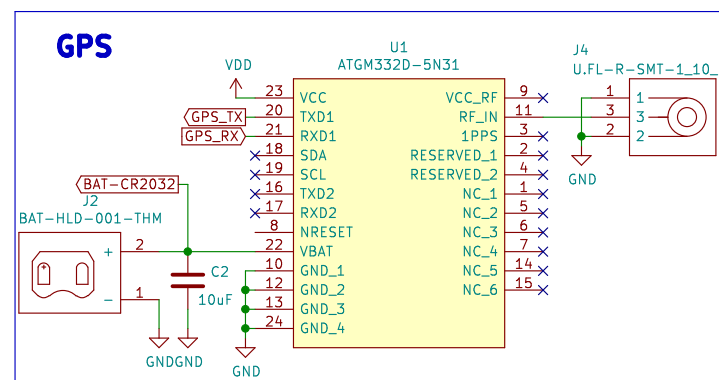 GPS
U1
ATGM332D-5N31
J4
U.FL-R-SMT-1_10_
VDD
23 VCC
20 TXD1
GPS_TX
21 RXD1
GPS_RX
18 SDA
19 SCL
16 TXD2
17 RXD2
8 NRESET
22 VBAT
10 GND_1
12 GND_2
13 GND_3
24 GND_4
VCC_RF 9
RF_IN 11
1PPS 3
RESERVED_1 2
RESERVED_2 4
NC_1 1
NC_2 5
NC_3 6
NC_4 7
NC_5 14
NC_6 15
1 1
3 3
2 2
GND
BAT-CR2032
J2
BAT-HLD-001-THM
+ 2
- 1
C2
10uF
GND
GND
GND